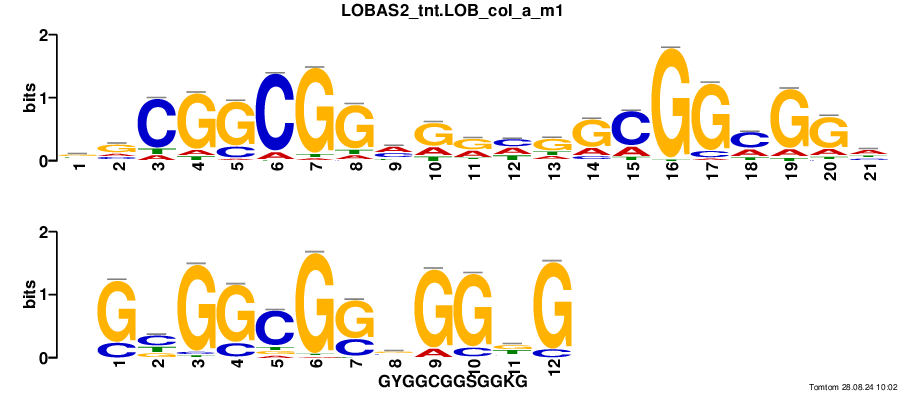 LOBAS2_tnt.LOB_col_a_m1
2
1
0
bits
1 2 3 4 5 6 7 8 9 10 11 12 13 14 15 16 17 18 19 20 21
2
1
0
bits
1 2 3 4 5 6 7 8 9 10 11 12
GYGGCGGSGGKG
Tomtom 28.08.24 10:02